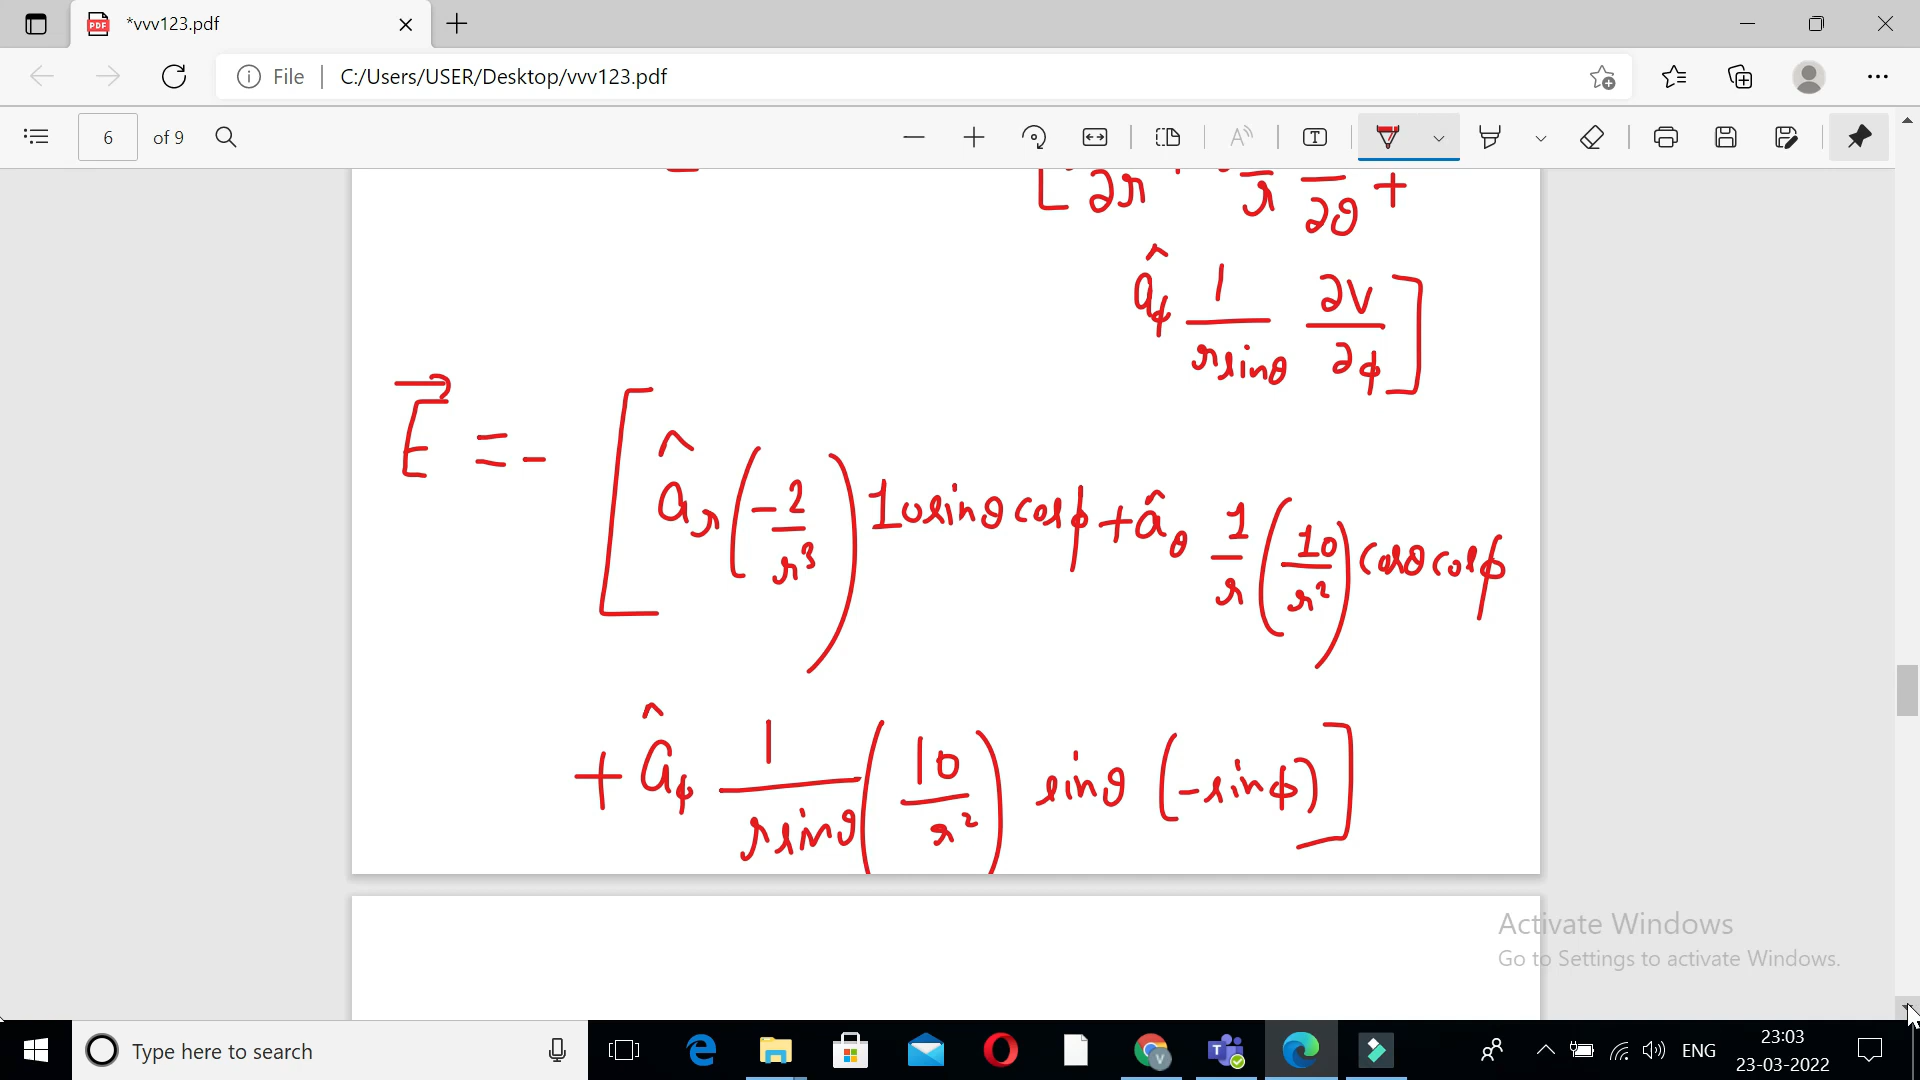 *vvv123.pdf
File C:/Users/USER/Desktop/vvv123.pdf
6 of 9
[ ∂r r ∂θ +
â_φ 1/(r sinθ) ∂V/∂φ ]
E⃗ = - [ â_r (-2/r³) 10 sinθ cosφ + â_θ 1/r (10/r²) cosθ cosφ
+ â_φ 1/(r sinθ) (10/r²) sinθ (-sinφ) ]
Activate Windows
Go to Settings to activate Windows.
Type here to search
ENG
23:03
23-03-2022